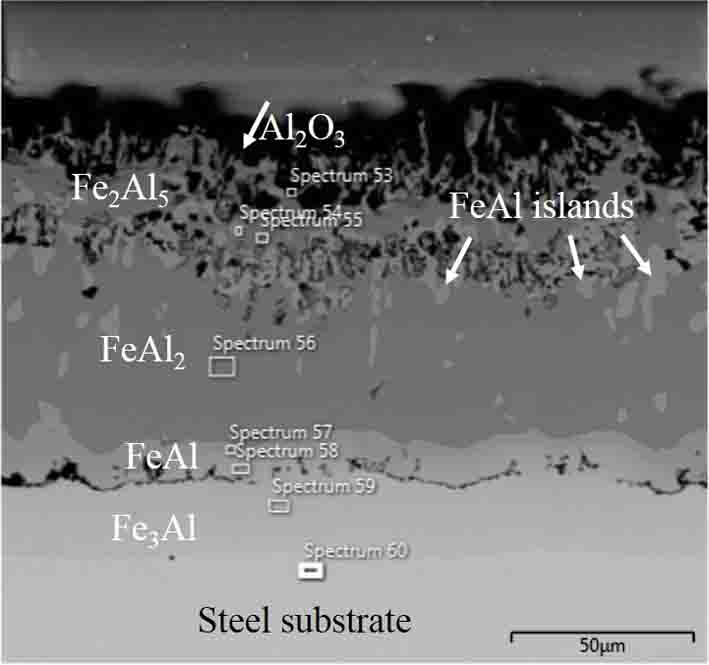 Al₂O₃
Spectrum 53
Fe₂Al₅
FeAl islands
Spectrum 54
Spectrum 55
Spectrum 56
FeAl₂
Spectrum 57
Spectrum 58
FeAl
Spectrum 59
Fe₃Al
Spectrum 60
Steel substrate
50µm